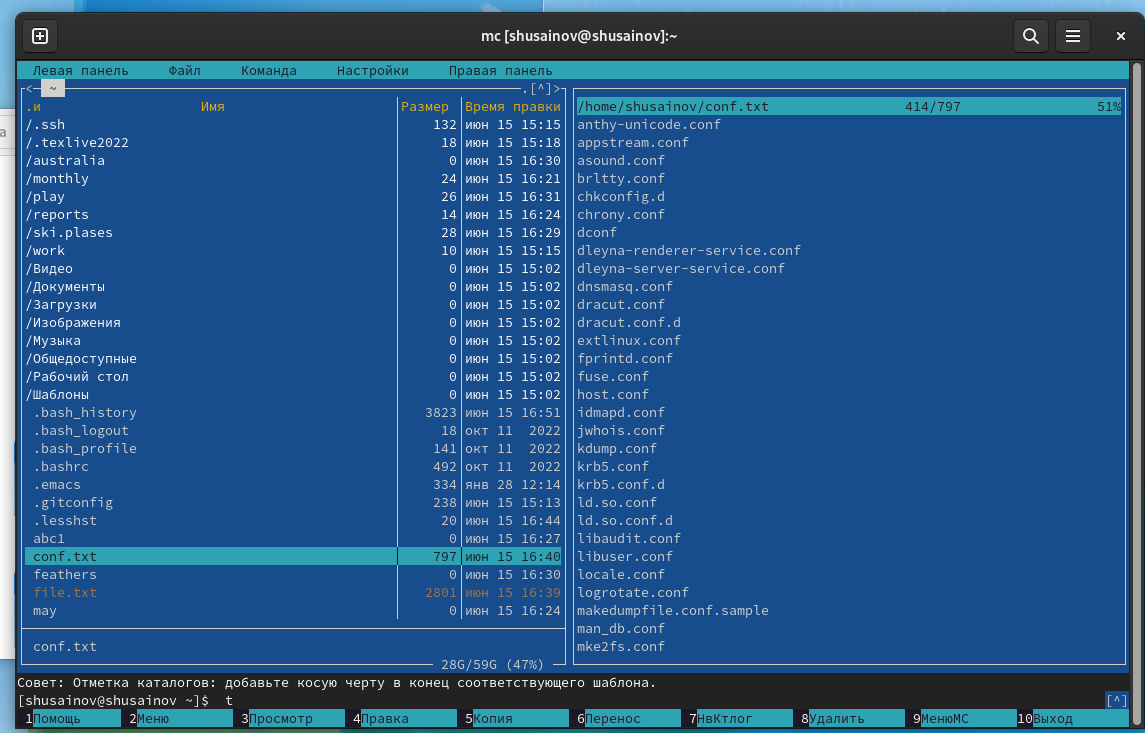 mc [shusainov@shusainov]:~
Левая панель Файл Команда Настройки Правая панель
<─ ~ .[^]>
.и Имя Размер Время правки
/.ssh 132 июн 15 15:15
/.texlive2022 18 июн 15 15:18
/australia 0 июн 15 16:30
/monthly 24 июн 15 16:21
/play 26 июн 15 16:31
/reports 14 июн 15 16:24
/ski.plases 28 июн 15 16:29
/work 10 июн 15 15:15
/Видео 0 июн 15 15:02
/Документы 0 июн 15 15:02
/Загрузки 0 июн 15 15:02
/Изображения 0 июн 15 15:02
/Музыка 0 июн 15 15:02
/Общедоступные 0 июн 15 15:02
/Рабочий стол 0 июн 15 15:02
/Шаблоны 0 июн 15 15:02
.bash_history 3823 июн 15 16:51
.bash_logout 18 окт 11 2022
.bash_profile 141 окт 11 2022
.bashrc 492 окт 11 2022
.emacs 334 янв 28 12:14
.gitconfig 238 июн 15 15:13
.lesshst 20 июн 15 16:44
abc1 0 июн 15 16:27
conf.txt 797 июн 15 16:40
feathers 0 июн 15 16:30
file.txt 2801 июн 15 16:39
may 0 июн 15 16:24
conf.txt
28G/59G (47%)
/home/shusainov/conf.txt 414/797 51%
anthy-unicode.conf
appstream.conf
asound.conf
brltty.conf
chkconfig.d
chrony.conf
dconf
dleyna-renderer-service.conf
dleyna-server-service.conf
dnsmasq.conf
dracut.conf
dracut.conf.d
extlinux.conf
fprintd.conf
fuse.conf
host.conf
idmapd.conf
jwhois.conf
kdump.conf
krb5.conf
krb5.conf.d
ld.so.conf
ld.so.conf.d
libaudit.conf
libuser.conf
locale.conf
logrotate.conf
makedumpfile.conf.sample
man_db.conf
mke2fs.conf
Совет: Отметка каталогов: добавьте косую черту в конец соответствующего шаблона.
[shusainov@shusainov ~]$ t [^]
1Помощь 2Меню 3Просмотр 4Правка 5Копия 6Перенос 7НвКтлог 8Удалить 9МенюMC 10Выход